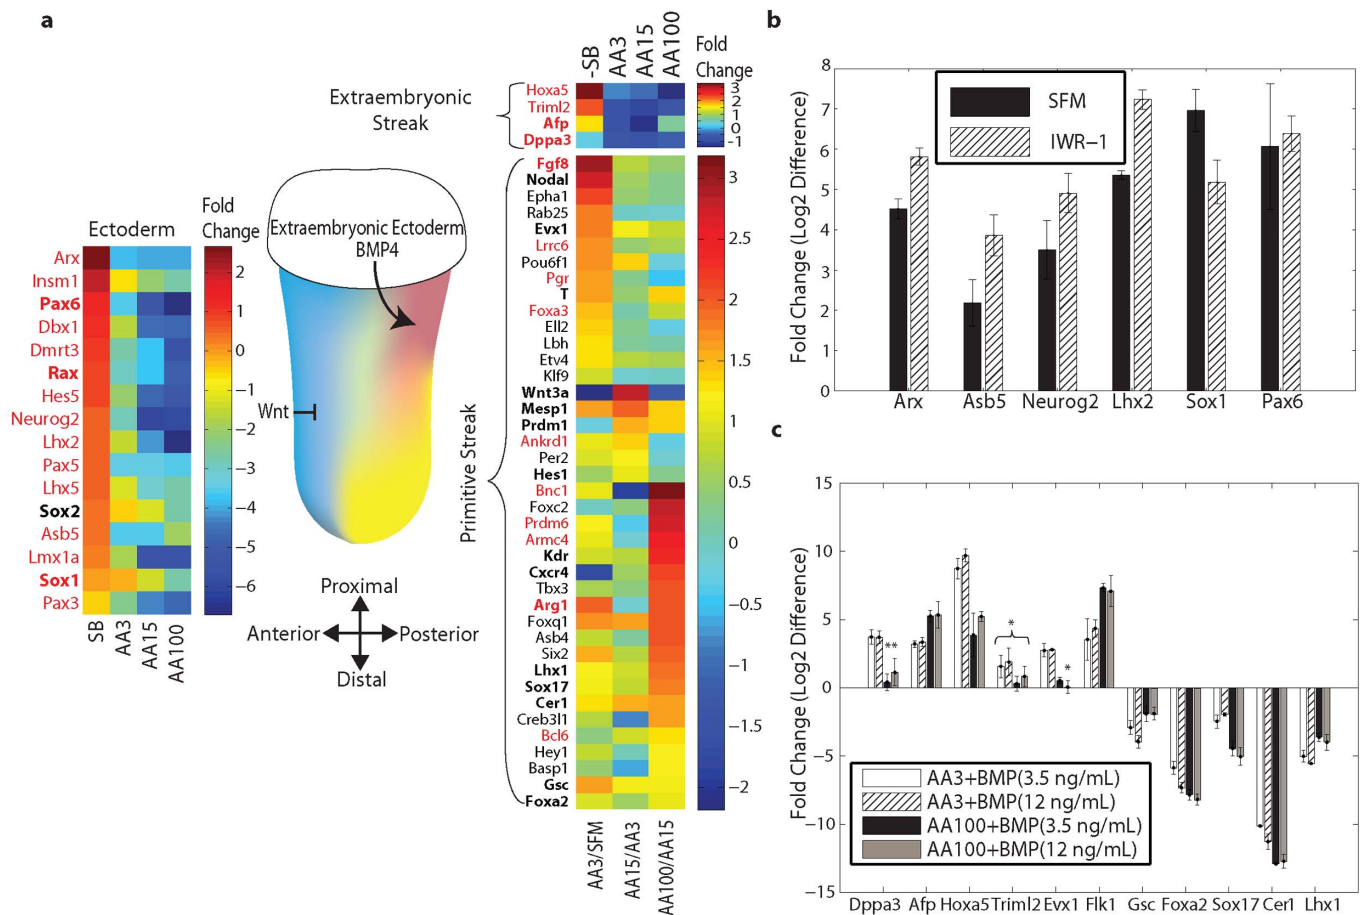 a
Ectoderm
Fold
Change
Arx
Insm1
Pax6
Dbx1
Dmrt3
Rax
Hes5
Neurog2
Lhx2
Pax5
Lhx5
Sox2
Asb5
Lmx1a
Sox1
Pax3
SB
AA3
AA15
AA100
2
1
0
−1
−2
−3
−4
−5
−6
Extraembryonic Ectoderm
BMP4
Wnt
Proximal
Anterior
Posterior
Distal
Extraembryonic
Streak
-SB
AA3
AA15
AA100
Fold
Change
Hoxa5
Triml2
Afp
Dppa3
3
2
1
0
−1
Primitive Streak
Fgf8
Nodal
Epha1
Rab25
Evx1
Lrrc6
Pou6f1
Pgr
T
Foxa3
Ell2
Lbh
Etv4
Klf9
Wnt3a
Mesp1
Prdm1
Ankrd1
Per2
Hes1
Bnc1
Foxc2
Prdm6
Armc4
Kdr
Cxcr4
Tbx3
Arg1
Foxq1
Asb4
Six2
Lhx1
Sox17
Cer1
Creb3l1
Bcl6
Hey1
Basp1
Gsc
Foxa2
AA3/SFM
AA15/AA3
AA100/AA15
3
2.5
2
1.5
1
0.5
0
−0.5
−1
−1.5
−2
b
Fold Change (Log2 Difference)
8
7
6
5
4
3
2
1
0
SFM
IWR−1
Arx
Asb5
Neurog2
Lhx2
Sox1
Pax6
c
Fold Change (Log2 Difference)
15
10
5
0
−5
−10
−15
**
*
*
AA3+BMP(3.5 ng/mL)
AA3+BMP(12 ng/mL)
AA100+BMP(3.5 ng/mL)
AA100+BMP(12 ng/mL)
Dppa3
Afp
Hoxa5
Triml2
Evx1
Flk1
Gsc
Foxa2
Sox17
Cer1
Lhx1